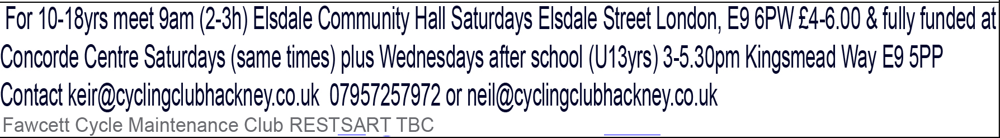 For 10-18yrs meet 9am (2-3h) Elsdale Community Hall Saturdays Elsdale Street London, E9 6PW £4-6.00 & fully funded at
Concorde Centre Saturdays (same times) plus Wednesdays after school (U13yrs) 3-5.30pm Kingsmead Way E9 5PP
Contact keir@cyclingclubhackney.co.uk 07957257972 or neil@cyclingclubhackney.co.uk
Fawcett Cycle Maintenance Club RESTSART TBC